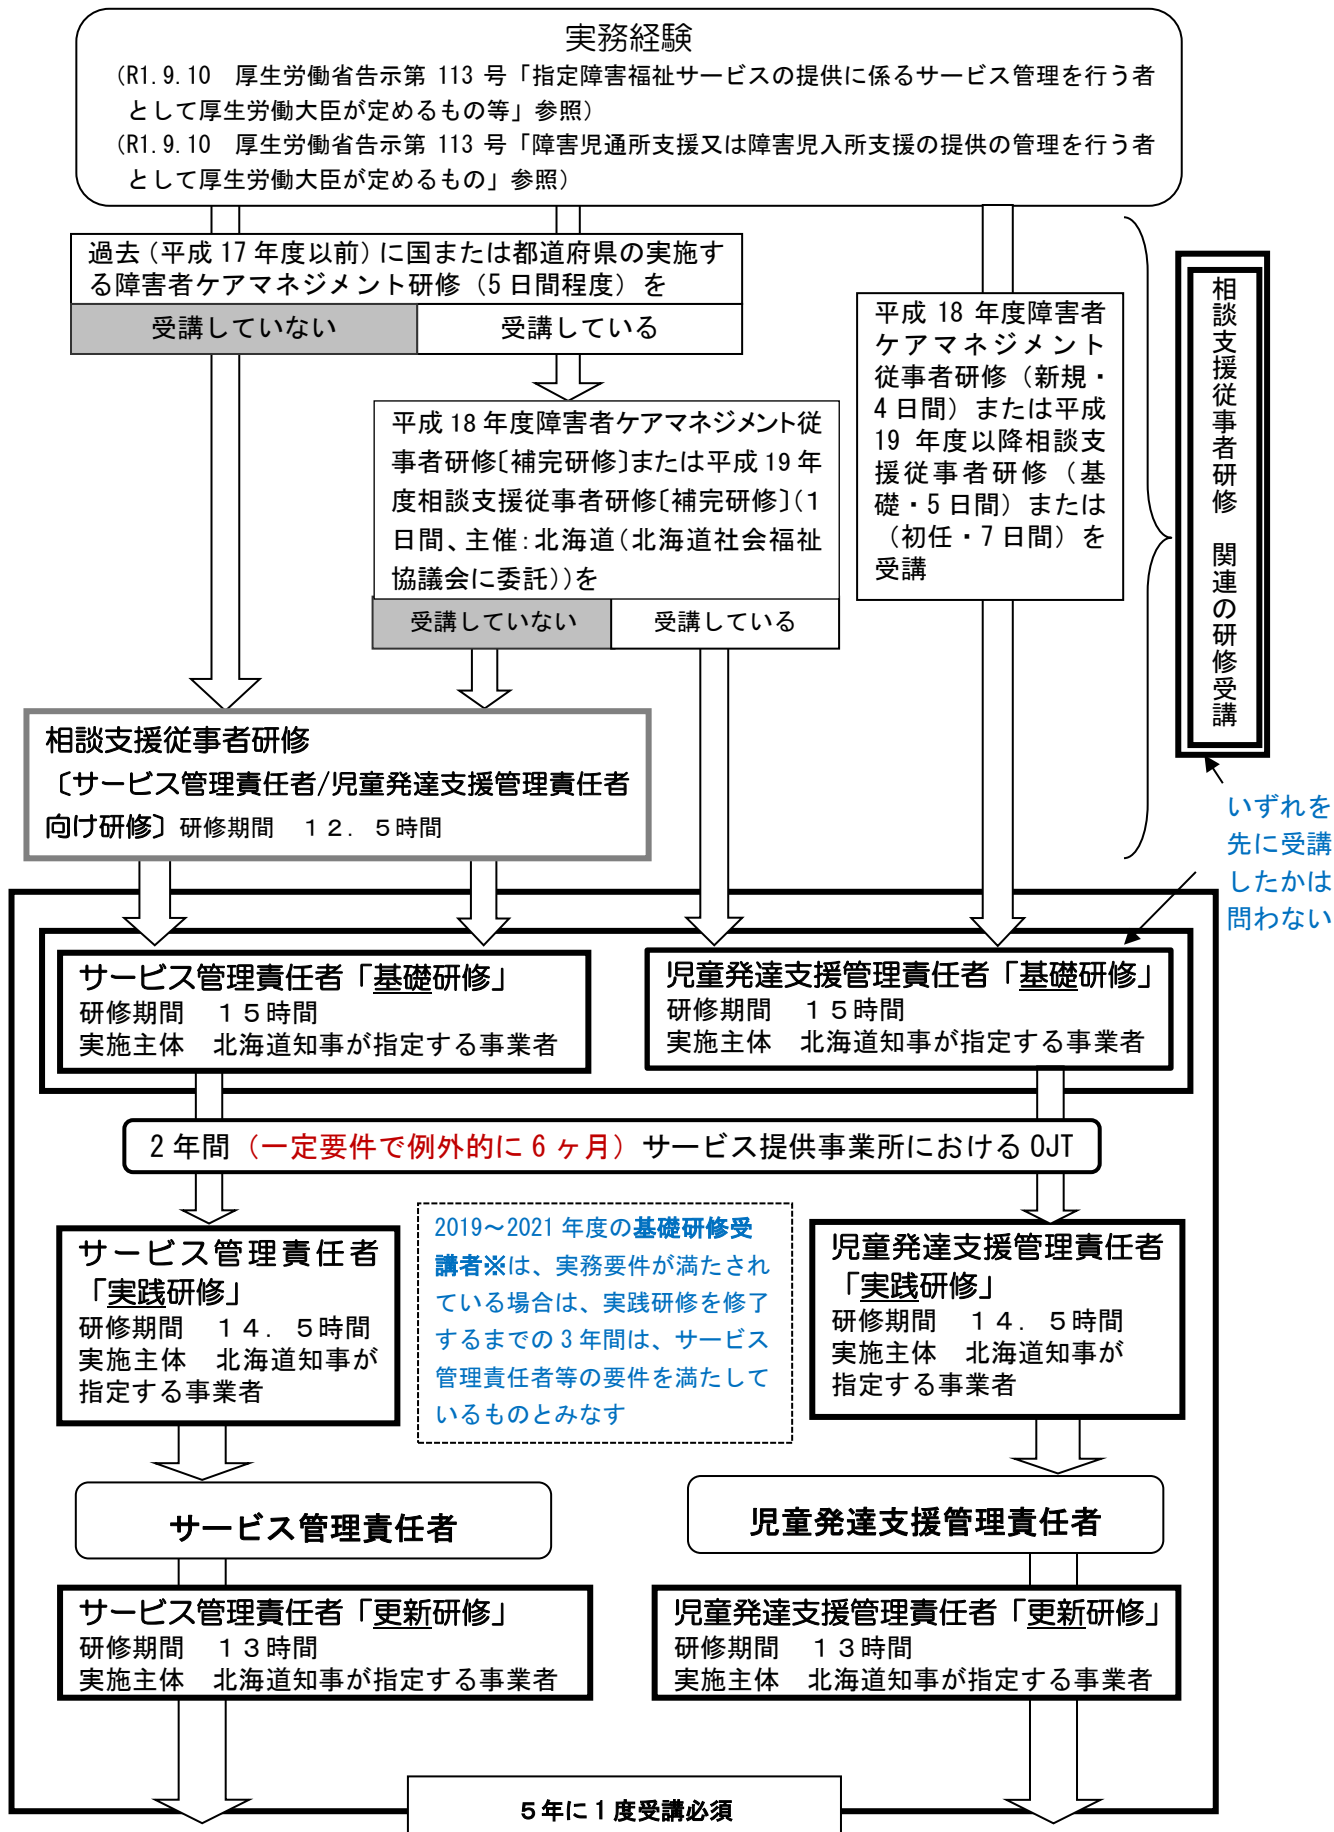 実務経験
(R1.9.10 厚生労働省告示第 113 号「指定障害福祉サービスの提供に係るサービス管理を行う者
として厚生労働大臣が定めるもの等」参照)
(R1.9.10 厚生労働省告示第 113 号「障害児通所支援又は障害児入所支援の提供の管理を行う者
として厚生労働大臣が定めるもの」参照)
過去(平成 17 年度以前)に国または都道府県の実施す
る障害者ケアマネジメント研修(5 日間程度)を
受講していない
受講している
平成 18 年度障害者ケアマネジメント従
事者研修〔補完研修〕または平成 19 年
度相談支援従事者研修〔補完研修〕(1
日間、主催:北海道(北海道社会福祉
協議会に委託))を
受講していない
受講している
平成 18 年度障害者
ケアマネジメント
従事者研修(新規・
4 日間)または平成
19 年度以降相談支
援従事者研修(基
礎・5 日間)または
(初任・7 日間)を
受講
相談支援従事者研修 関連の研修受講
いずれを
先に受講
したかは
問わない
相談支援従事者研修
〔サービス管理責任者/児童発達支援管理責任者
向け研修〕研修期間 12.5時間
サービス管理責任者「基礎研修」
研修期間 15時間
実施主体 北海道知事が指定する事業者
児童発達支援管理責任者「基礎研修」
研修期間 15時間
実施主体 北海道知事が指定する事業者
2 年間(一定要件で例外的に 6 ヶ月)サービス提供事業所における OJT
サービス管理責任者
「実践研修」
研修期間 14.5時間
実施主体 北海道知事が
指定する事業者
2019～2021 年度の基礎研修受
講者※は、実務要件が満たされ
ている場合は、実践研修を修了
するまでの 3 年間は、サービス
管理責任者等の要件を満たして
いるものとみなす
児童発達支援管理責任者
「実践研修」
研修期間 14.5時間
実施主体 北海道知事が
指定する事業者
サービス管理責任者
児童発達支援管理責任者
サービス管理責任者「更新研修」
研修期間 13時間
実施主体 北海道知事が指定する事業者
児童発達支援管理責任者「更新研修」
研修期間 13時間
実施主体 北海道知事が指定する事業者
5年に1度受講必須